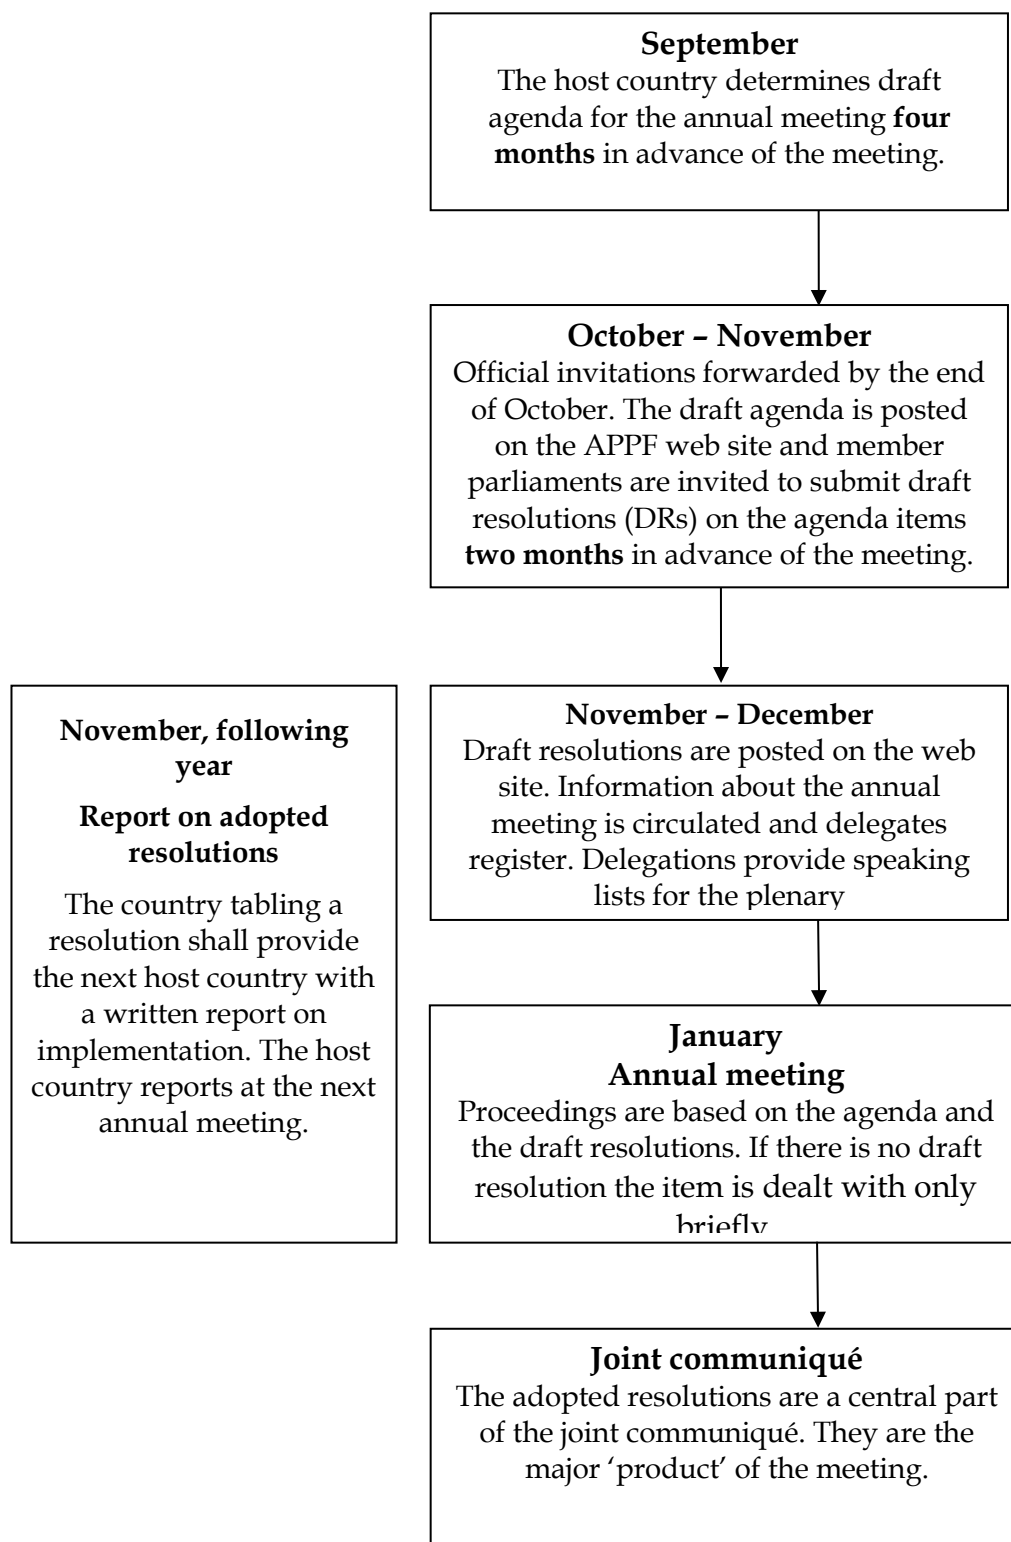 September
The host country determines draft
agenda for the annual meeting four
months in advance of the meeting.
October – November
Official invitations forwarded by the end
of October. The draft agenda is posted
on the APPF web site and member
parliaments are invited to submit draft
resolutions (DRs) on the agenda items
two months in advance of the meeting.
November – December
Draft resolutions are posted on the web
site. Information about the annual
meeting is circulated and delegates
register. Delegations provide speaking
lists for the plenary
November, following
year
Report on adopted
resolutions
The country tabling a
resolution shall provide
the next host country with
a written report on
implementation. The host
country reports at the next
annual meeting.
January
Annual meeting
Proceedings are based on the agenda and
the draft resolutions. If there is no draft
resolution the item is dealt with only
briefly
Joint communiqué
The adopted resolutions are a central part
of the joint communiqué. They are the
major ‘product’ of the meeting.